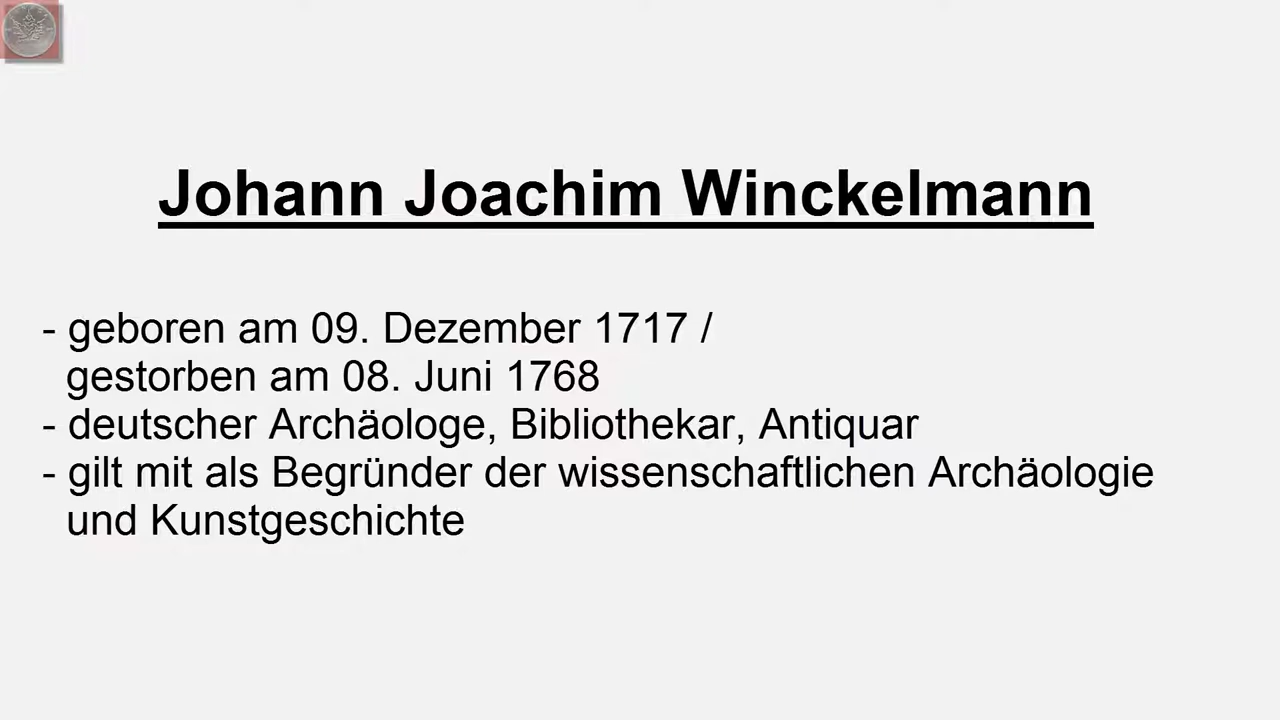 Johann Joachim Winckelmann
- geboren am 09. Dezember 1717 /
gestorben am 08. Juni 1768
- deutscher Archäologe, Bibliothekar, Antiquar
- gilt mit als Begründer der wissenschaftlichen Archäologie
und Kunstgeschichte